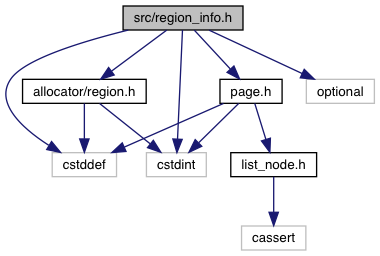 src/region_info.h
allocator/region.h
page.h
optional
cstddef
cstdint
list_node.h
cassert